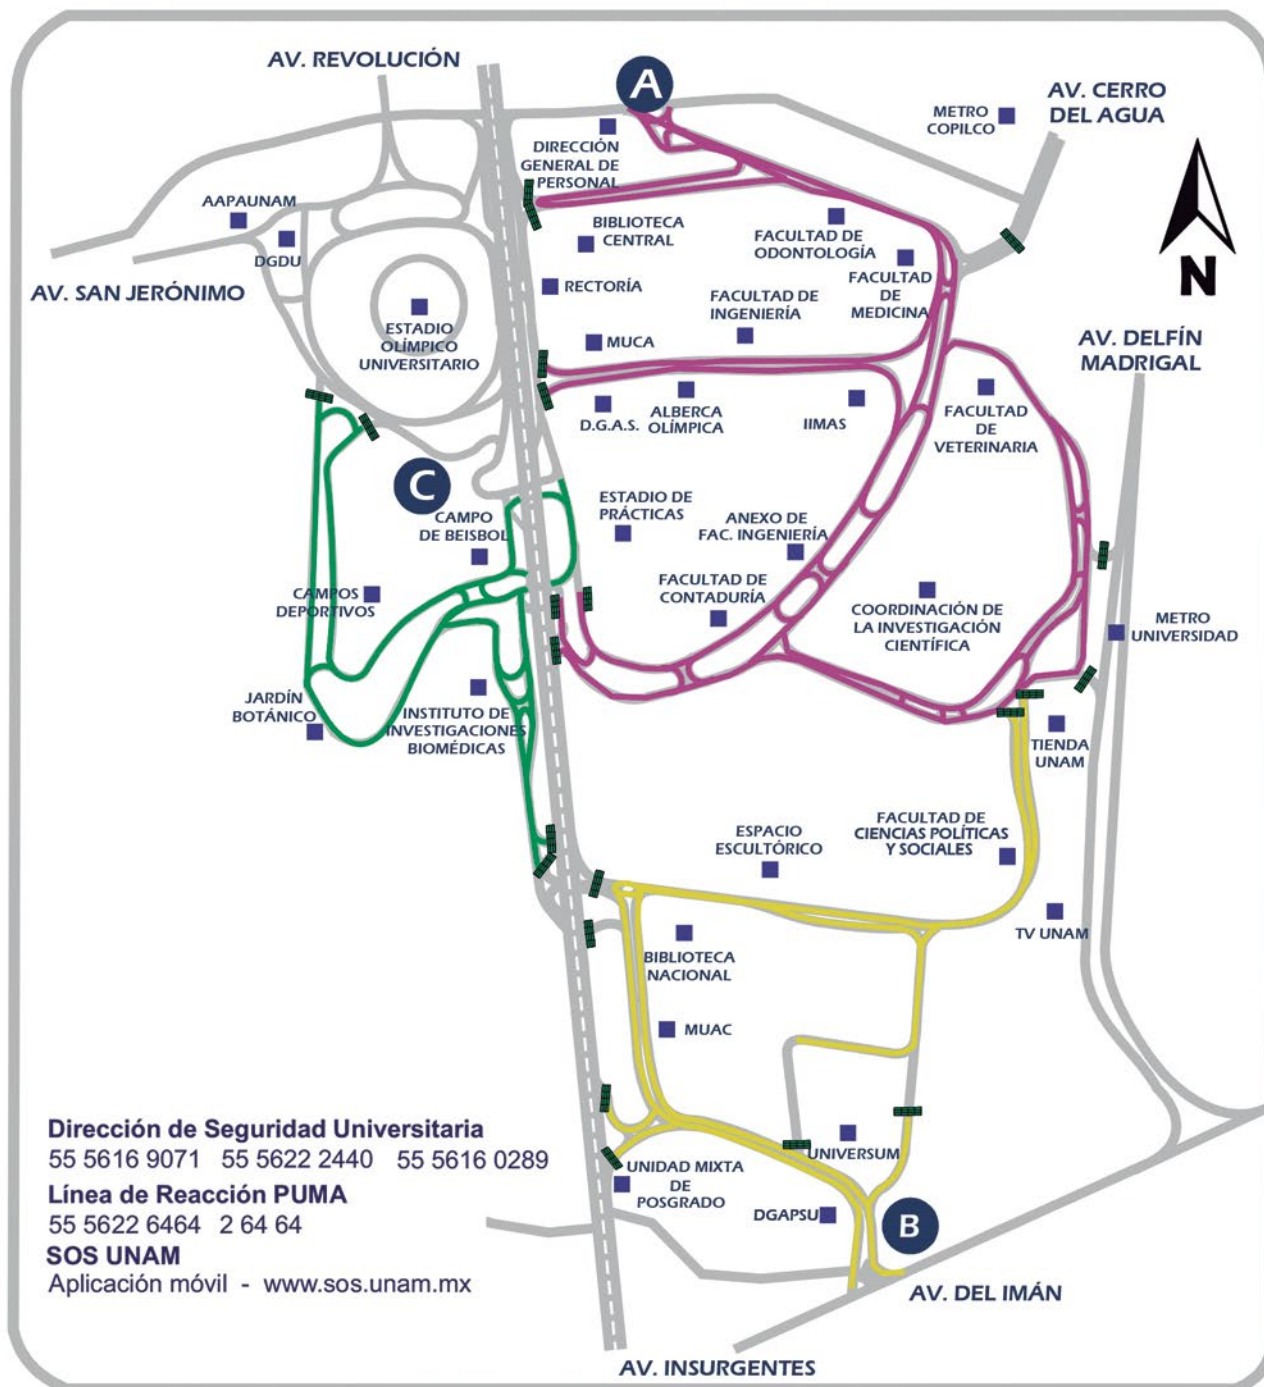 AV. REVOLUCIÓN
A
AV. CERRO
DEL AGUA
METRO
COPILCO
DIRECCIÓN
GENERAL DE
PERSONAL
AAPAUNAM
DGDU
BIBLIOTECA
CENTRAL
FACULTAD DE
ODONTOLOGÍA
FACULTAD
DE
MEDICINA
N
AV. SAN JERÓNIMO
RECTORÍA
FACULTAD DE
INGENIERÍA
ESTADIO
OLÍMPICO
UNIVERSITARIO
MUCA
AV. DELFÍN
MADRIGAL
D.G.A.S.
ALBERCA
OLÍMPICA
IIMAS
FACULTAD
DE
VETERINARIA
C
CAMPO
DE BEISBOL
ESTADIO DE
PRÁCTICAS
ANEXO DE
FAC. INGENIERÍA
CAMPOS
DEPORTIVOS
FACULTAD DE
CONTADURÍA
COORDINACIÓN DE
LA INVESTIGACIÓN
CIENTÍFICA
METRO
UNIVERSIDAD
JARDÍN
BOTÁNICO
INSTITUTO DE
INVESTIGACIONES
BIOMÉDICAS
TIENDA
UNAM
ESPACIO
ESCULTÓRICO
FACULTAD DE
CIENCIAS POLÍTICAS
Y SOCIALES
TV UNAM
BIBLIOTECA
NACIONAL
MUAC
UNIVERSUM
UNIDAD MIXTA
DE
POSGRADO
DGAPSU
B
AV. DEL IMÁN
AV. INSURGENTES
Dirección de Seguridad Universitaria
55 5616 9071 55 5622 2440 55 5616 0289
Línea de Reacción PUMA
55 5622 6464 2 64 64
SOS UNAM
Aplicación móvil - www.sos.unam.mx